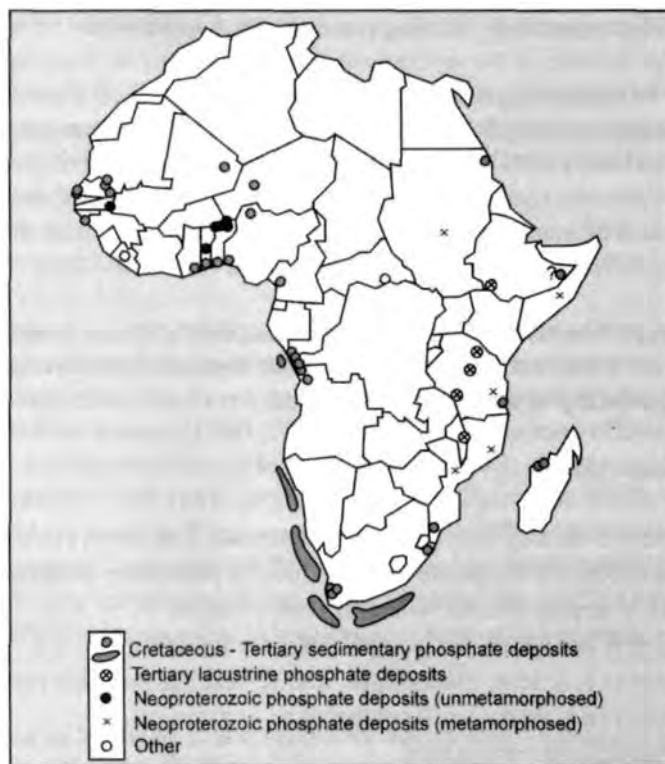 Cretaceous - Tertiary sedimentary phosphate deposits
Tertiary lacustrine phosphate deposits
Neoproterozoic phosphate deposits (unmetamorphosed)
Neoproterozoic phosphate deposits (metamorphosed)
Other